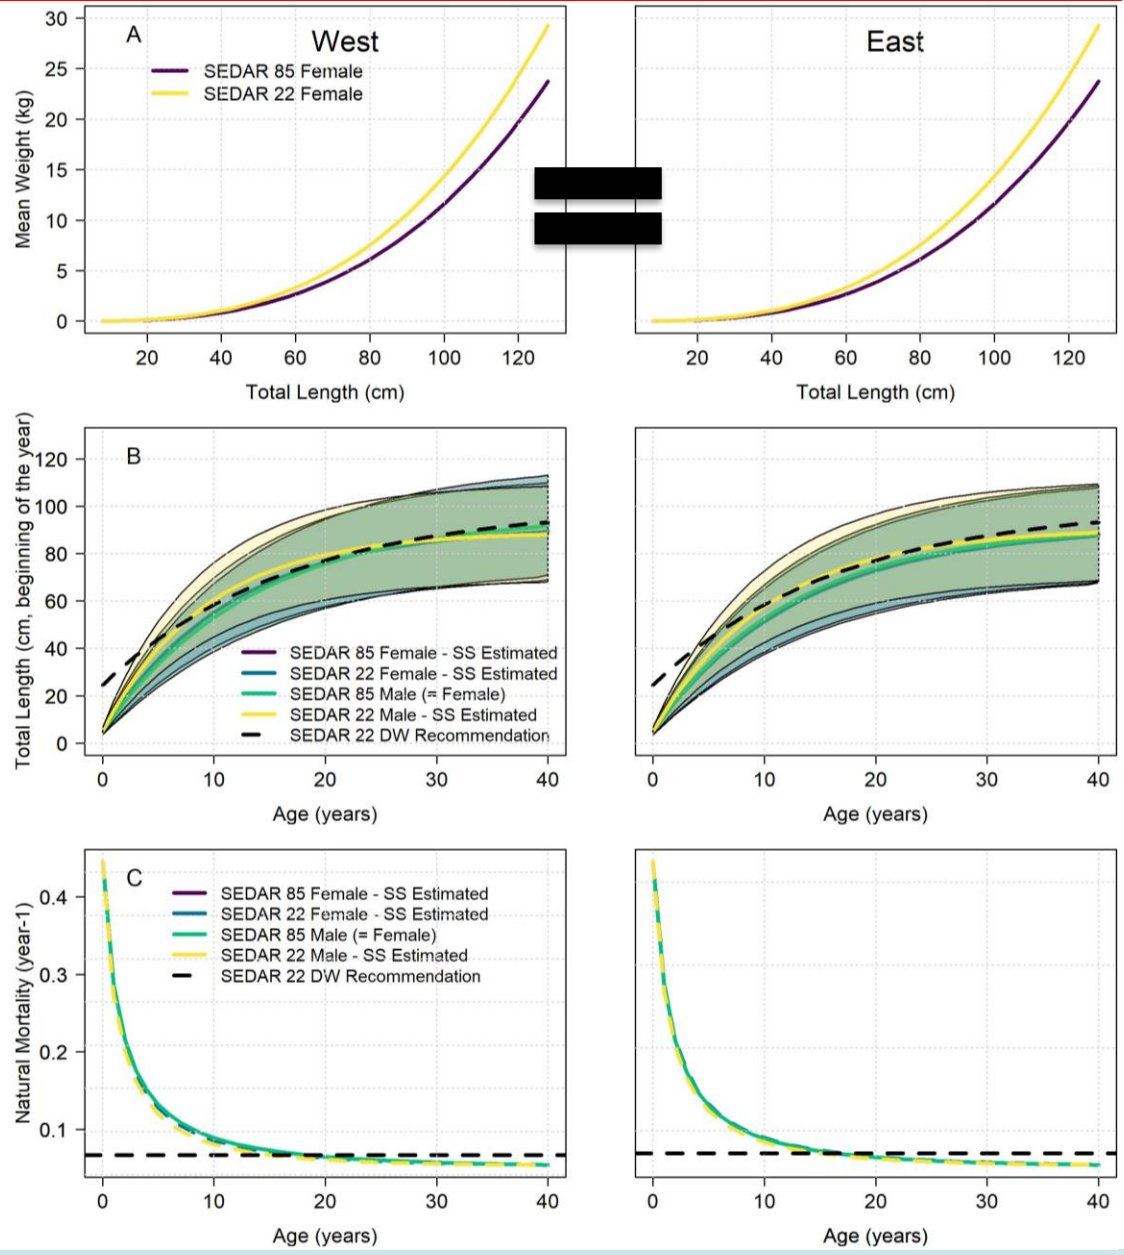 A
West
East
SEDAR 85 Female
SEDAR 22 Female
Mean Weight (kg)
30
25
20
15
10
5
0
20 40 60 80 100 120
20 40 60 80 100 120
Total Length (cm)
Total Length (cm)
B
Total Length (cm, beginning of the year)
120
100
80
60
40
20
0
SEDAR 85 Female - SS Estimated
SEDAR 22 Female - SS Estimated
SEDAR 85 Male (= Female)
SEDAR 22 Male - SS Estimated
SEDAR 22 DW Recommendation
0 10 20 30 40
0 10 20 30 40
Age (years)
Age (years)
C
Natural Mortality (year-1)
0.4
0.3
0.2
0.1
SEDAR 85 Female - SS Estimated
SEDAR 22 Female - SS Estimated
SEDAR 85 Male (= Female)
SEDAR 22 Male - SS Estimated
SEDAR 22 DW Recommendation
0 10 20 30 40
0 10 20 30 40
Age (years)
Age (years)